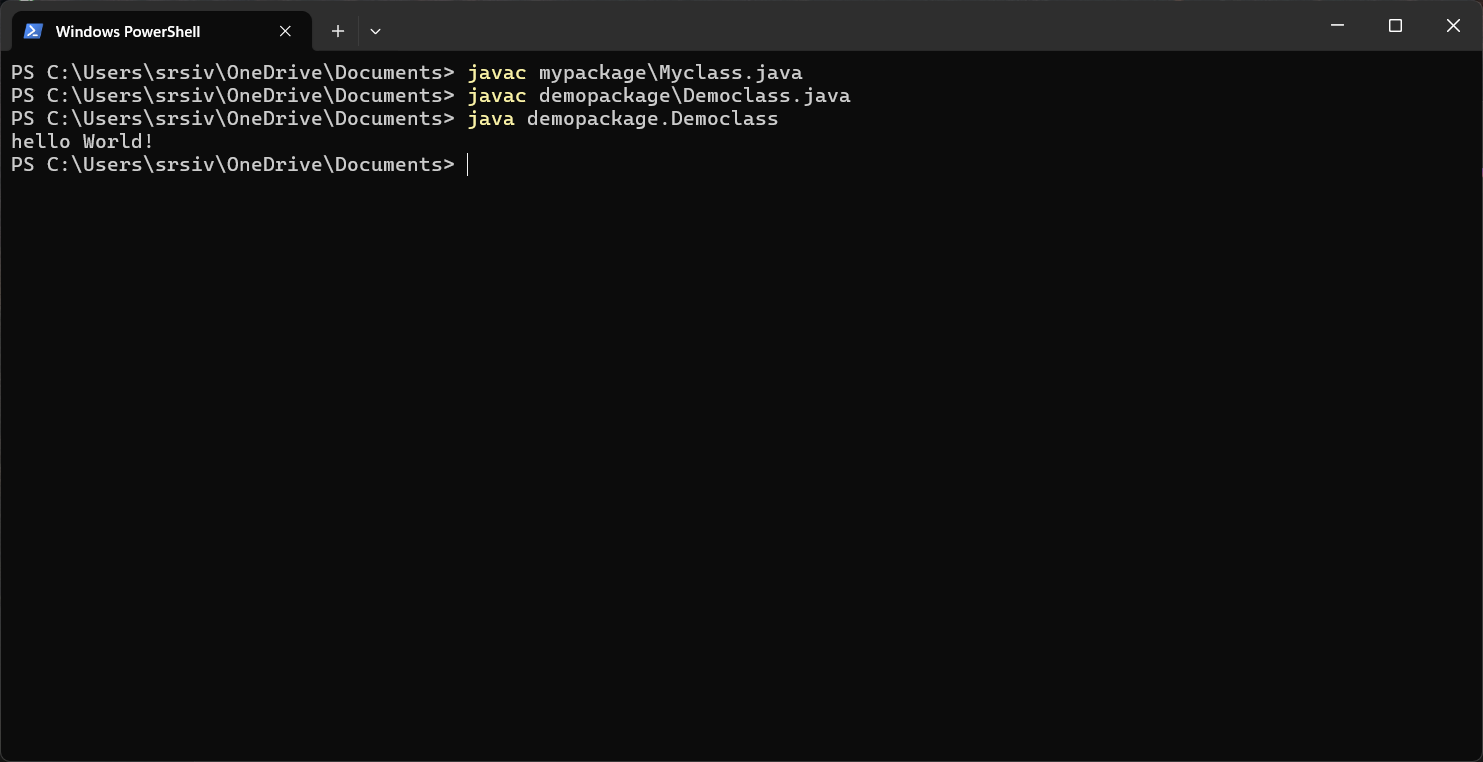 Windows PowerShell
PS C:\Users\srsiv\OneDrive\Documents> javac mypackage\Myclass.java
PS C:\Users\srsiv\OneDrive\Documents> javac demopackage\Democlass.java
PS C:\Users\srsiv\OneDrive\Documents> java demopackage.Democlass
hello World!
PS C:\Users\srsiv\OneDrive\Documents>